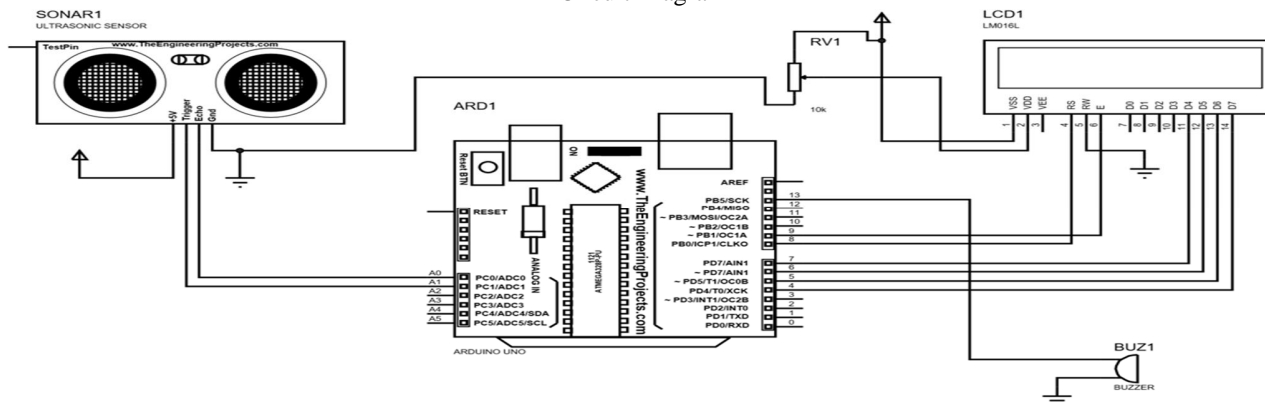 SONAR1
ULTRASONIC SENSOR
TestPin
www.TheEngineeringProjects.com
+5V
Trigger
Echo
Gnd
RV1
10k
LCD1
LM016L
VSS
VDD
VEE
RS
RW
E
D0
D1
D2
D3
D4
D5
D6
D7
1
2
3
4
5
6
7
8
9
10
11
12
13
14
ARD1
Reset BTN
ON
www.TheEngineeringProjects.com
RESET
ANALOG IN
1121
ATMEGA328P-PU
A0 PC0/ADC0
A1 PC1/ADC1
A2 PC2/ADC2
A3 PC3/ADC3
A4 PC4/ADC4/SDA
A5 PC5/ADC5/SCL
AREF
PB5/SCK 13
PB4/MISO 12
~ PB3/MOSI/OC2A 11
~ PB2/OC1B 10
~ PB1/OC1A 9
PB0/ICP1/CLKO 8
PD7/AIN1 7
~ PD7/AIN1 6
~ PD5/T1/OC0B 5
PD4/T0/XCK 4
~ PD3/INT1/OC2B 3
PD2/INT0 2
PD1/TXD 1
PD0/RXD 0
ARDUINO UNO
BUZ1
BUZZER